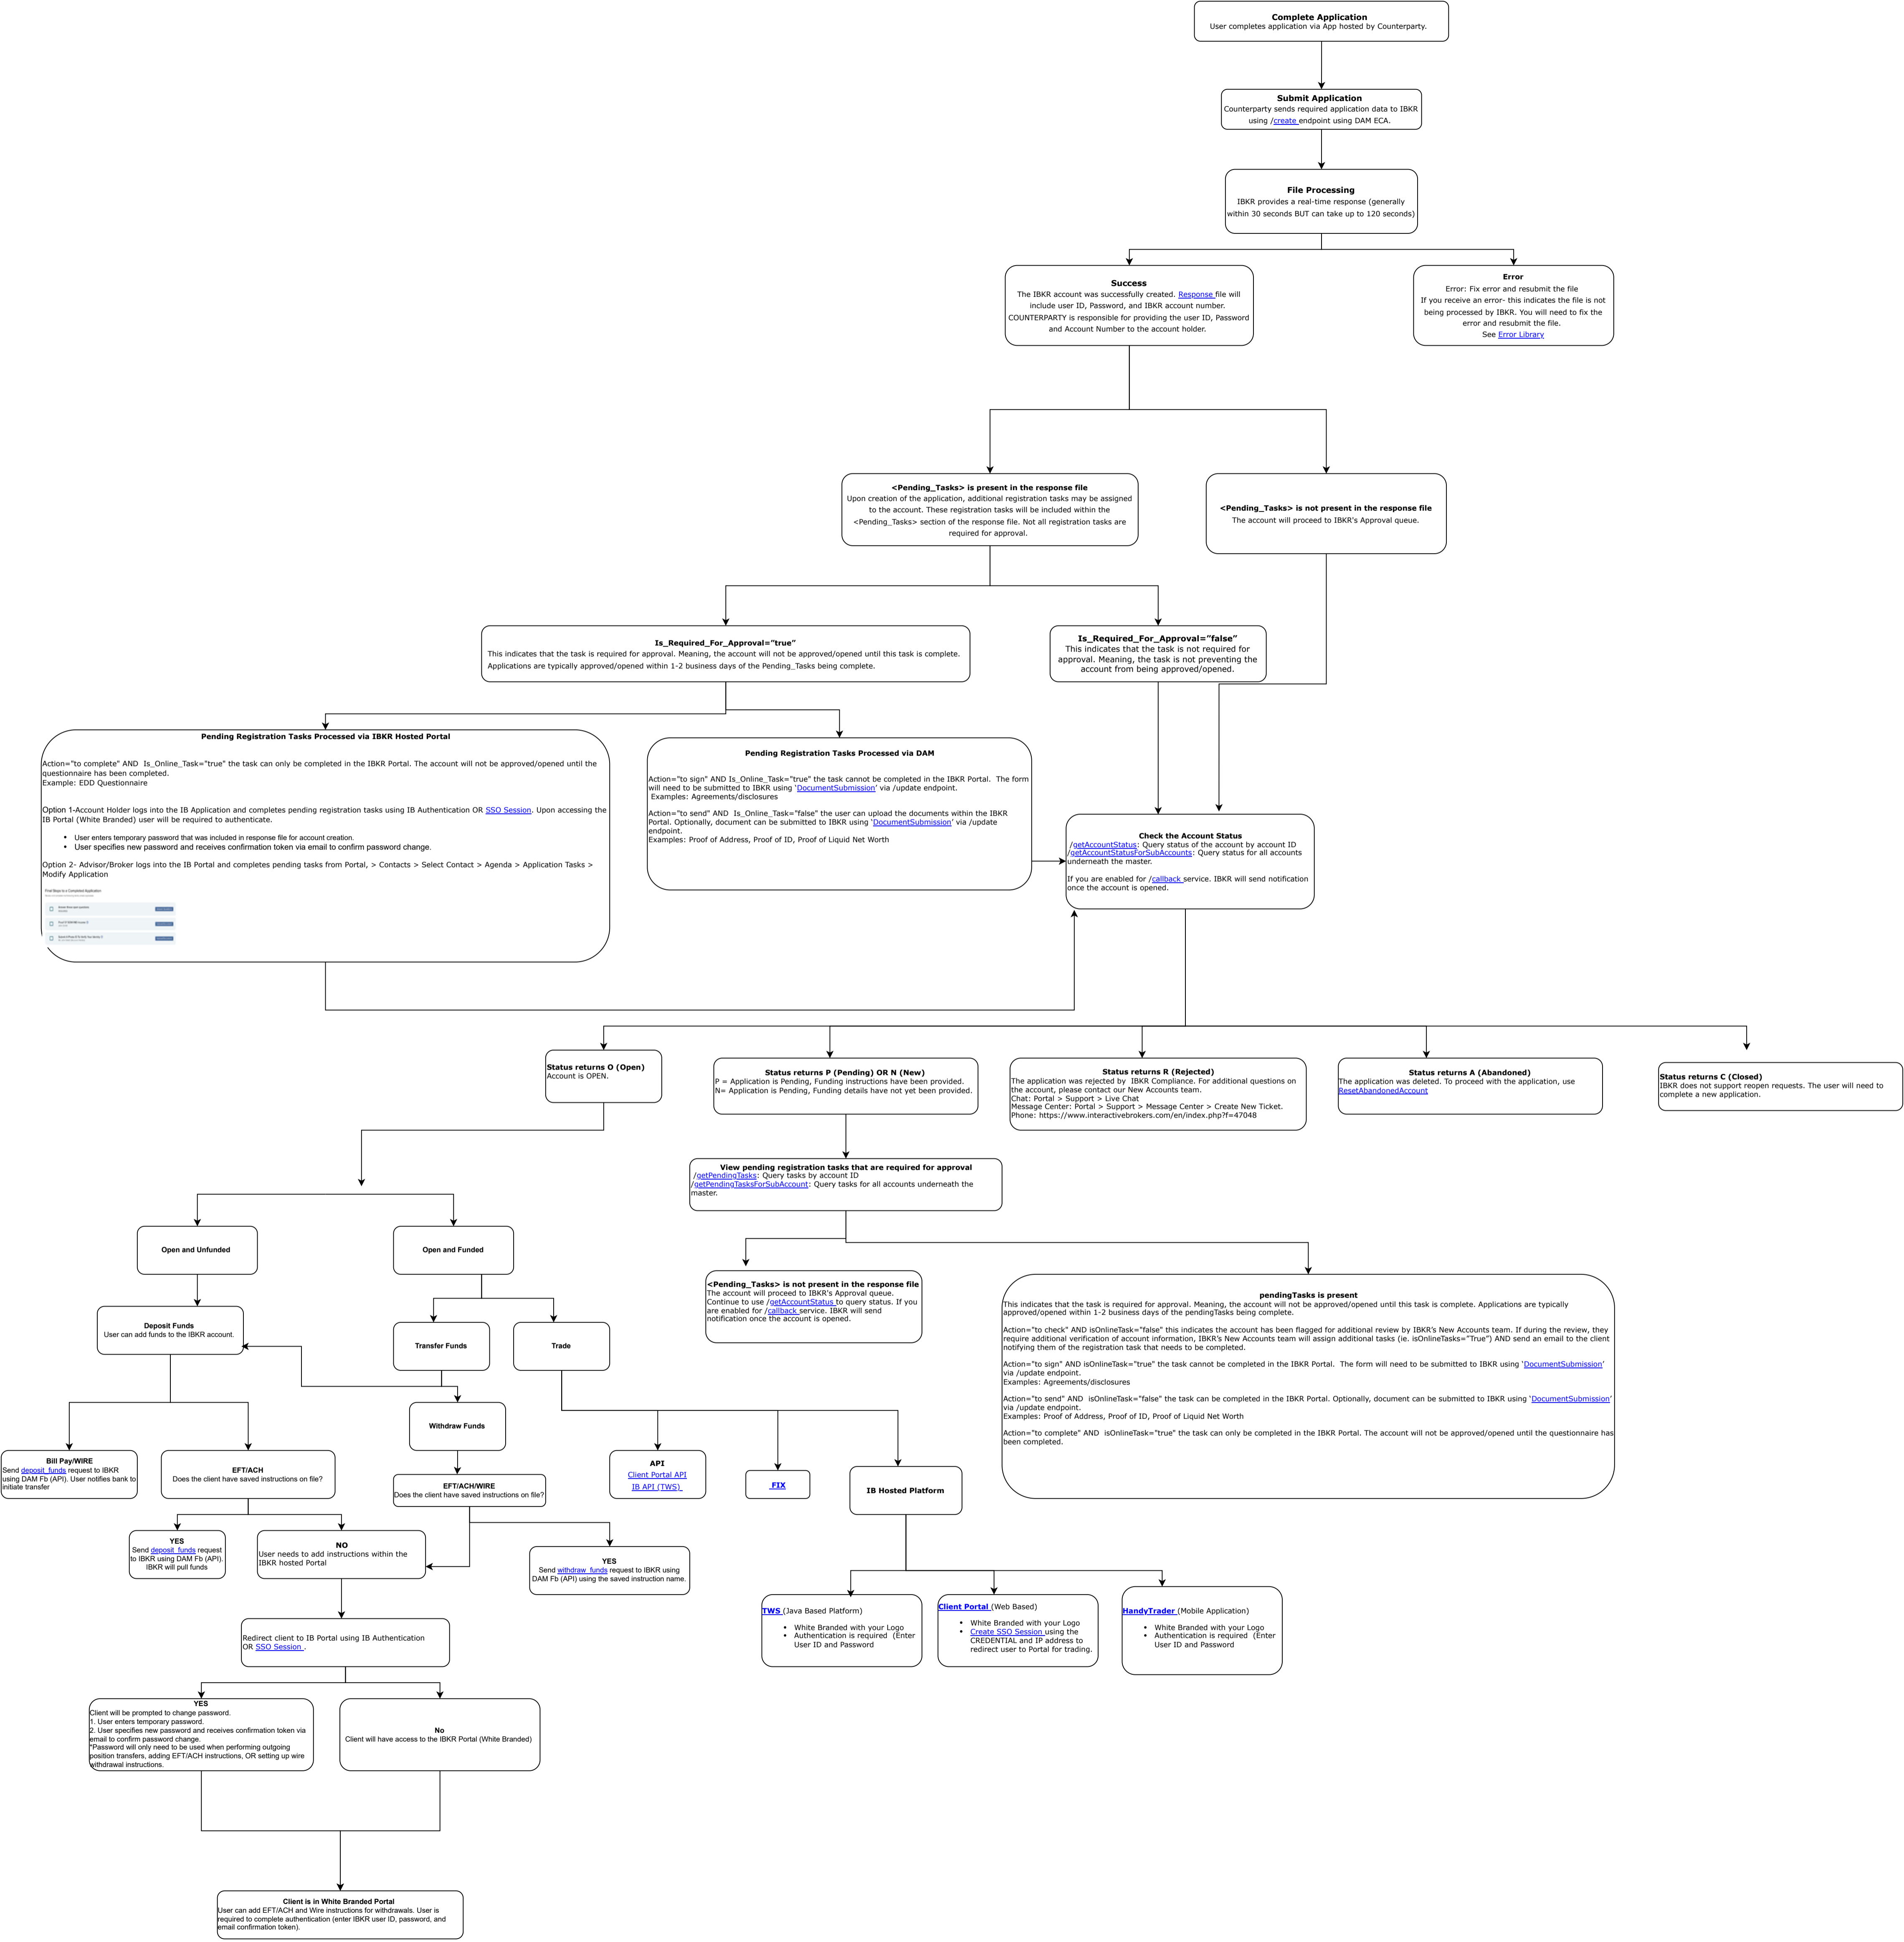 Complete Application
User completes application via App hosted by Counterparty.
Submit Application
Counterparty sends required application data to IBKR
using /create endpoint using DAM ECA.
File Processing
IBKR provides a real-time response (generally
within 30 seconds BUT can take up to 120 seconds)
Success
The IBKR account was successfully created. Response file will
include user ID, Password, and IBKR account number.
COUNTERPARTY is responsible for providing the user ID, Password
and Account Number to the account holder.
Error
Error: Fix error and resubmit the file
If you receive an error- this indicates the file is not
being processed by IBKR. You will need to fix the
error and resubmit the file.
See Error Library
<Pending_Tasks> is present in the response file
Upon creation of the application, additional registration tasks may be assigned
to the account. These registration tasks will be included within the
<Pending_Tasks> section of the response file. Not all registration tasks are
required for approval.
<Pending_Tasks> is not present in the response file
The account will proceed to IBKR's Approval queue.
Is_Required_For_Approval="true"
This indicates that the task is required for approval. Meaning, the account will not be approved/opened until this task is complete.
Applications are typically approved/opened within 1-2 business days of the Pending_Tasks being complete.
Is_Required_For_Approval="false"
This indicates that the task is not required for
approval. Meaning, the task is not preventing the
account from being approved/opened.
Pending Registration Tasks Processed via IBKR Hosted Portal
Action="to complete" AND Is_Online_Task="true" the task can only be completed in the IBKR Portal. The account will not be approved/opened until the
questionnaire has been completed.
Example: EDD Questionnaire
Option 1-Account Holder logs into the IB Application and completes pending registration tasks using IB Authentication OR SSO Session. Upon accessing the
IB Portal (White Branded) user will be required to authenticate.
• User enters temporary password that was included in response file for account creation.
• User specifies new password and receives confirmation token via email to confirm password change.
Option 2- Advisor/Broker logs into the IB Portal and completes pending tasks from Portal, > Contacts > Select Contact > Agenda > Application Tasks >
Modify Application
Pending Registration Tasks Processed via DAM
Action="to sign" AND Is_Online_Task="true" the task cannot be completed in the IBKR Portal. The form
will need to be submitted to IBKR using 'DocumentSubmission' via /update endpoint.
Examples: Agreements/disclosures
Action="to send" AND Is_Online_Task="false" the user can upload the documents within the IBKR
Portal. Optionally, document can be submitted to IBKR using 'DocumentSubmission' via /update
endpoint.
Examples: Proof of Address, Proof of ID, Proof of Liquid Net Worth
Check the Account Status
/getAccountStatus: Query status of the account by account ID
/getAccountStatusForSubAccounts: Query status for all accounts
underneath the master.
If you are enabled for /callback service. IBKR will send notification
once the account is opened.
Status returns O (Open)
Account is OPEN.
Status returns P (Pending) OR N (New)
P = Application is Pending, Funding instructions have been provided.
N= Application is Pending, Funding details have not yet been provided.
Status returns R (Rejected)
The application was rejected by IBKR Compliance. For additional questions on
the account, please contact our New Accounts team.
Chat: Portal > Support > Live Chat
Message Center: Portal > Support > Message Center > Create New Ticket.
Phone: https://www.interactivebrokers.com/en/index.php?f=47048
Status returns A (Abandoned)
The application was deleted. To proceed with the application, use
ResetAbandonedAccount
Status returns C (Closed)
IBKR does not support reopen requests. The user will need to
complete a new application.
View pending registration tasks that are required for approval
/getPendingTasks: Query tasks by account ID
/getPendingTasksForSubAccount: Query tasks for all accounts underneath the
master.
Open and Unfunded
Open and Funded
<Pending_Tasks> is not present in the response file
The account will proceed to IBKR's Approval queue.
Continue to use /getAccountStatus to query status. If you
are enabled for /callback service. IBKR will send
notification once the account is opened.
pendingTasks is present
This indicates that the task is required for approval. Meaning, the account will not be approved/opened until this task is complete. Applications are typically
approved/opened within 1-2 business days of the pendingTasks being complete.
Action="to check" AND isOnlineTask="false" this indicates the account has been flagged for additional review by IBKR's New Accounts team. If during the review, they
require additional verification of account information, IBKR's New Accounts team will assign additional tasks (ie. isOnlineTasks="True") AND send an email to the client
notifying them of the registration task that needs to be completed.
Action="to sign" AND isOnlineTask="true" the task cannot be completed in the IBKR Portal. The form will need to be submitted to IBKR using 'DocumentSubmission'
via /update endpoint.
Examples: Agreements/disclosures
Action="to send" AND isOnlineTask="false" the task can be completed in the IBKR Portal. Optionally, document can be submitted to IBKR using 'DocumentSubmission'
via /update endpoint.
Examples: Proof of Address, Proof of ID, Proof of Liquid Net Worth
Action="to complete" AND isOnlineTask="true" the task can only be completed in the IBKR Portal. The account will not be approved/opened until the questionnaire has
been completed.
Deposit Funds
User can add funds to the IBKR account.
Transfer Funds
Trade
Withdraw Funds
Bill Pay/WIRE
Send deposit_funds request to IBKR
using DAM Fb (API). User notifies bank to
initiate transfer
EFT/ACH
Does the client have saved instructions on file?
EFT/ACH/WIRE
Does the client have saved instructions on file?
API
Client Portal API
IB API (TWS)
FIX
IB Hosted Platform
YES
Send deposit_funds request
to IBKR using DAM Fb (API).
IBKR will pull funds
NO
User needs to add instructions within the
IBKR hosted Portal
YES
Send withdraw_funds request to IBKR using
DAM Fb (API) using the saved instruction name.
TWS (Java Based Platform)
• White Branded with your Logo
• Authentication is required (Enter
User ID and Password
Client Portal (Web Based)
• White Branded with your Logo
• Create SSO Session using the
CREDENTIAL and IP address to
redirect user to Portal for trading.
HandyTrader (Mobile Application)
• White Branded with your Logo
• Authentication is required (Enter
User ID and Password
Redirect client to IB Portal using IB Authentication
OR SSO Session .
YES
Client will be prompted to change password.
1. User enters temporary password.
2. User specifies new password and receives confirmation token via
email to confirm password change.
*Password will only need to be used when performing outgoing
position transfers, adding EFT/ACH instructions, OR setting up wire
withdrawal instructions.
No
Client will have access to the IBKR Portal (White Branded)
Client is in White Branded Portal
User can add EFT/ACH and Wire instructions for withdrawals. User is
required to complete authentication (enter IBKR user ID, password, and
email confirmation token).